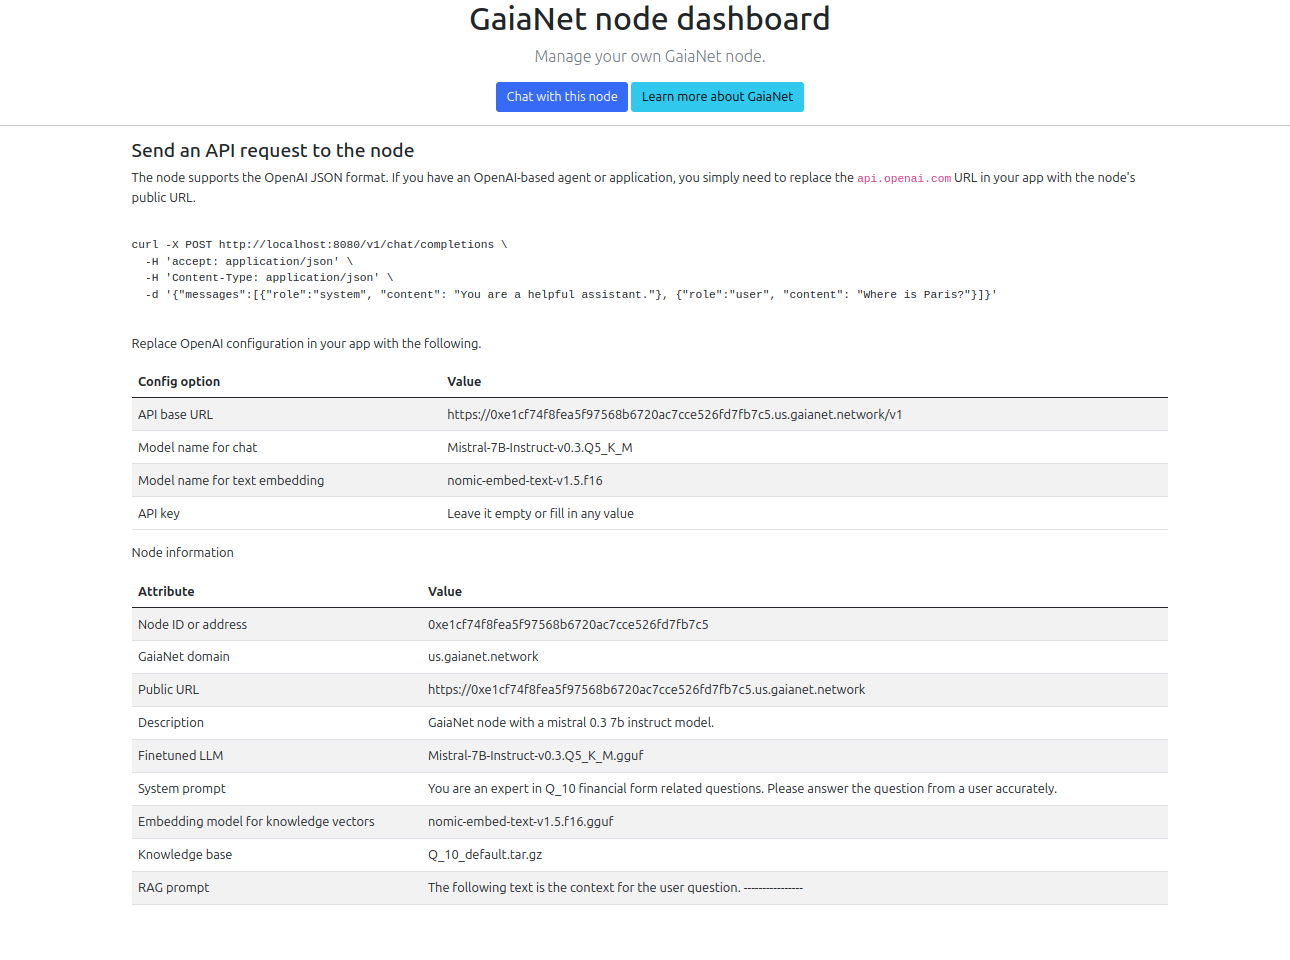 GaiaNet node dashboard
Manage your own GaiaNet node.
Chat with this node Learn more about GaiaNet
Send an API request to the node
The node supports the OpenAI JSON format. If you have an OpenAI-based agent or application, you simply need to replace the api.openai.com URL in your app with the node's
public URL.
curl -X POST http://localhost:8080/v1/chat/completions \
-H 'accept: application/json' \
-H 'Content-Type: application/json' \
-d '{"messages":[{"role":"system", "content": "You are a helpful assistant."}, {"role":"user", "content": "Where is Paris?"}]}'
Replace OpenAI configuration in your app with the following.
Config option Value
API base URL https://0xe1cf74f8fea5f97568b6720ac7cce526fd7fb7c5.us.gaianet.network/v1
Model name for chat Mistral-7B-Instruct-v0.3.Q5_K_M
Model name for text embedding nomic-embed-text-v1.5.f16
API key Leave it empty or fill in any value
Node information
Attribute Value
Node ID or address 0xe1cf74f8fea5f97568b6720ac7cce526fd7fb7c5
GaiaNet domain us.gaianet.network
Public URL https://0xe1cf74f8fea5f97568b6720ac7cce526fd7fb7c5.us.gaianet.network
Description GaiaNet node with a mistral 0.3 7b instruct model.
Finetuned LLM Mistral-7B-Instruct-v0.3.Q5_K_M.gguf
System prompt You are an expert in Q_10 financial form related questions. Please answer the question from a user accurately.
Embedding model for knowledge vectors nomic-embed-text-v1.5.f16.gguf
Knowledge base Q_10_default.tar.gz
RAG prompt The following text is the context for the user question. ----------------